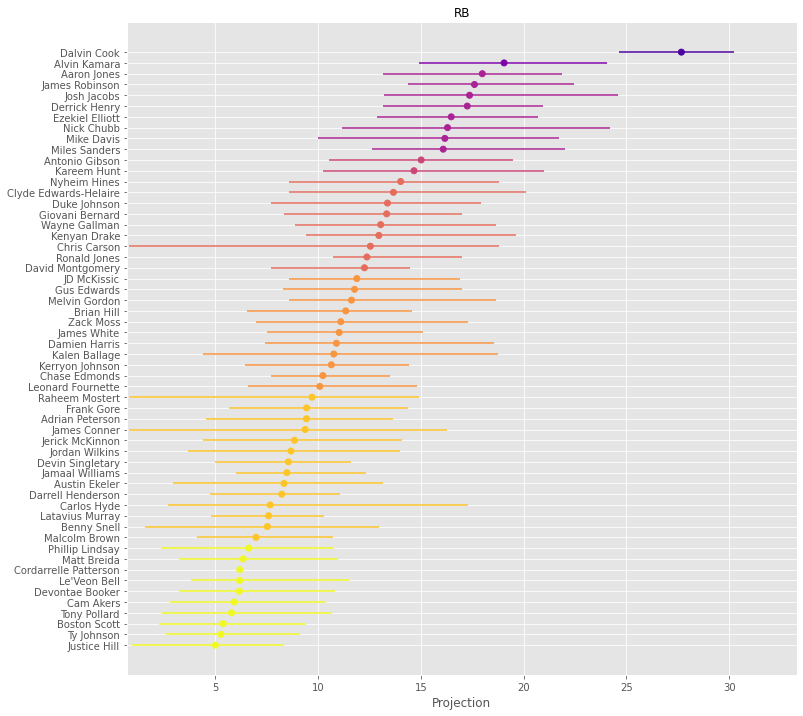 RB
Dalvin Cook
Alvin Kamara
Aaron Jones
James Robinson
Josh Jacobs
Derrick Henry
Ezekiel Elliott
Nick Chubb
Mike Davis
Miles Sanders
Antonio Gibson
Kareem Hunt
Nyheim Hines
Clyde Edwards-Helaire
Duke Johnson
Giovani Bernard
Wayne Gallman
Kenyan Drake
Chris Carson
Ronald Jones
David Montgomery
JD McKissic
Gus Edwards
Melvin Gordon
Brian Hill
Zack Moss
James White
Damien Harris
Kalen Ballage
Kerryon Johnson
Chase Edmonds
Leonard Fournette
Raheem Mostert
Frank Gore
Adrian Peterson
James Conner
Jerick McKinnon
Jordan Wilkins
Devin Singletary
Jamaal Williams
Austin Ekeler
Darrell Henderson
Carlos Hyde
Latavius Murray
Benny Snell
Malcolm Brown
Phillip Lindsay
Matt Breida
Cordarrelle Patterson
Le'Veon Bell
Devontae Booker
Cam Akers
Tony Pollard
Boston Scott
Ty Johnson
Justice Hill
5 10 15 20 25 30
Projection